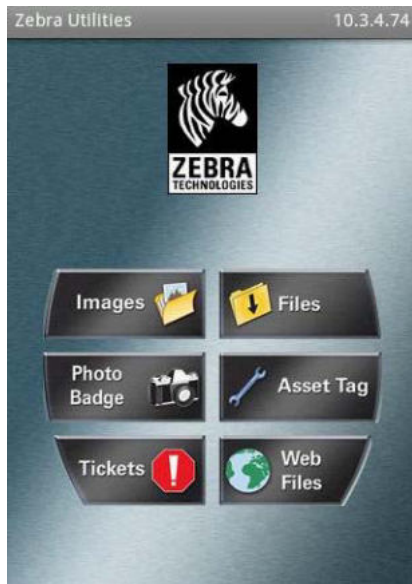 Zebra Utilities 10.3.4.74
ZEBRA
TECHNOLOGIES
Images
Files
Photo
Badge
Asset Tag
Tickets
Web
Files